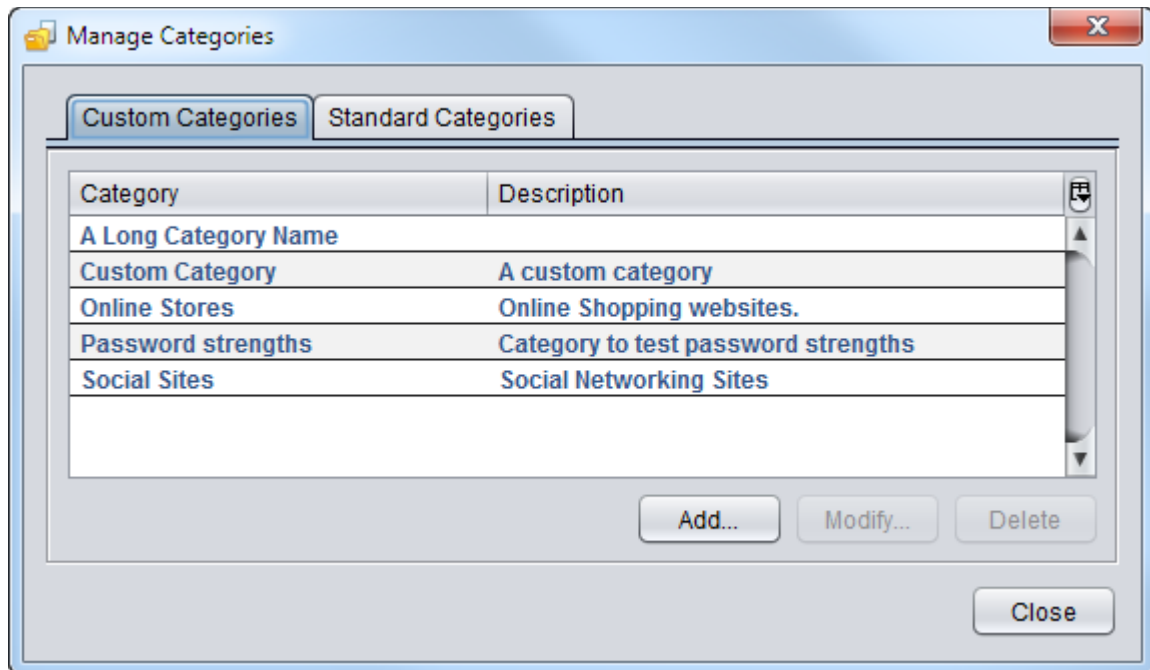 Manage Categories
Custom Categories Standard Categories
Category Description
A Long Category Name
Custom Category A custom category
Online Stores Online Shopping websites.
Password strengths Category to test password strengths
Social Sites Social Networking Sites
Add... Modify... Delete
Close